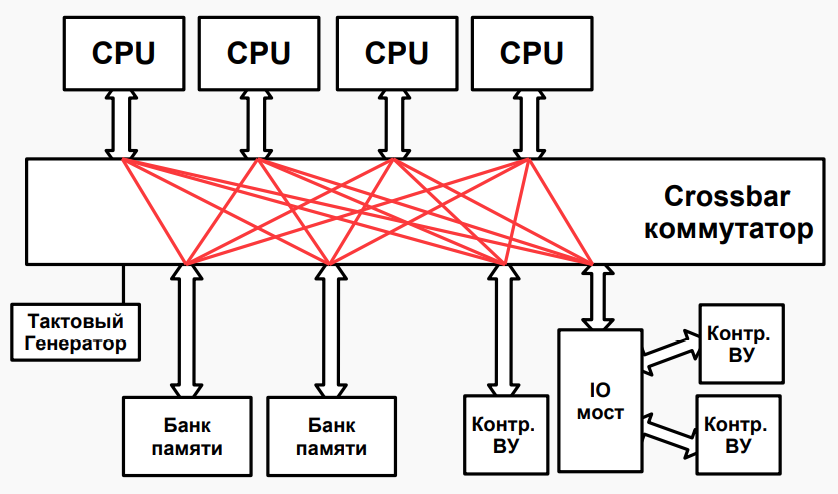 CPU
CPU
CPU
CPU
Crossbar
коммутатор
Тактовый
Генератор
Банк
памяти
Банк
памяти
Контр.
ВУ
IO
мост
Контр.
ВУ
Контр.
ВУ